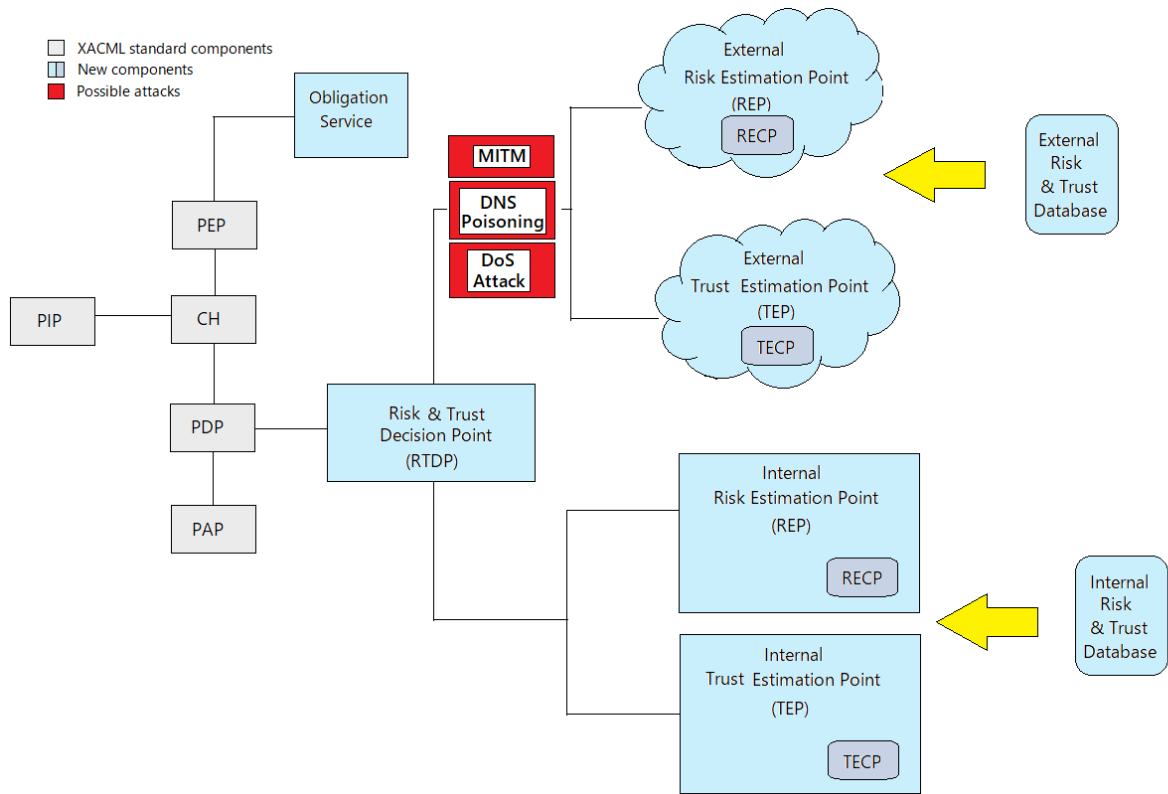 XACML standard components
New components
Possible attacks
Obligation
Service
PEP
PIP
CH
PDP
PAP
Risk & Trust
Decision Point
(RTDP)
MITM
DNS
Poisoning
DoS
Attack
External
Risk Estimation Point
(REP)
RECP
External
Trust Estimation Point
(TEP)
TECP
External
Risk
& Trust
Database
Internal
Risk Estimation Point
(REP)
RECP
Internal
Trust Estimation Point
(TEP)
TECP
Internal
Risk
& Trust
Database